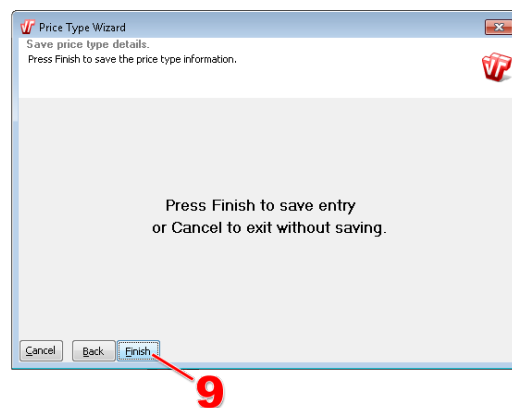 Price Type Wizard
Save price type details.
Press Finish to save the price type information.
Press Finish to save entry
or Cancel to exit without saving.
Cancel Back Finish
9